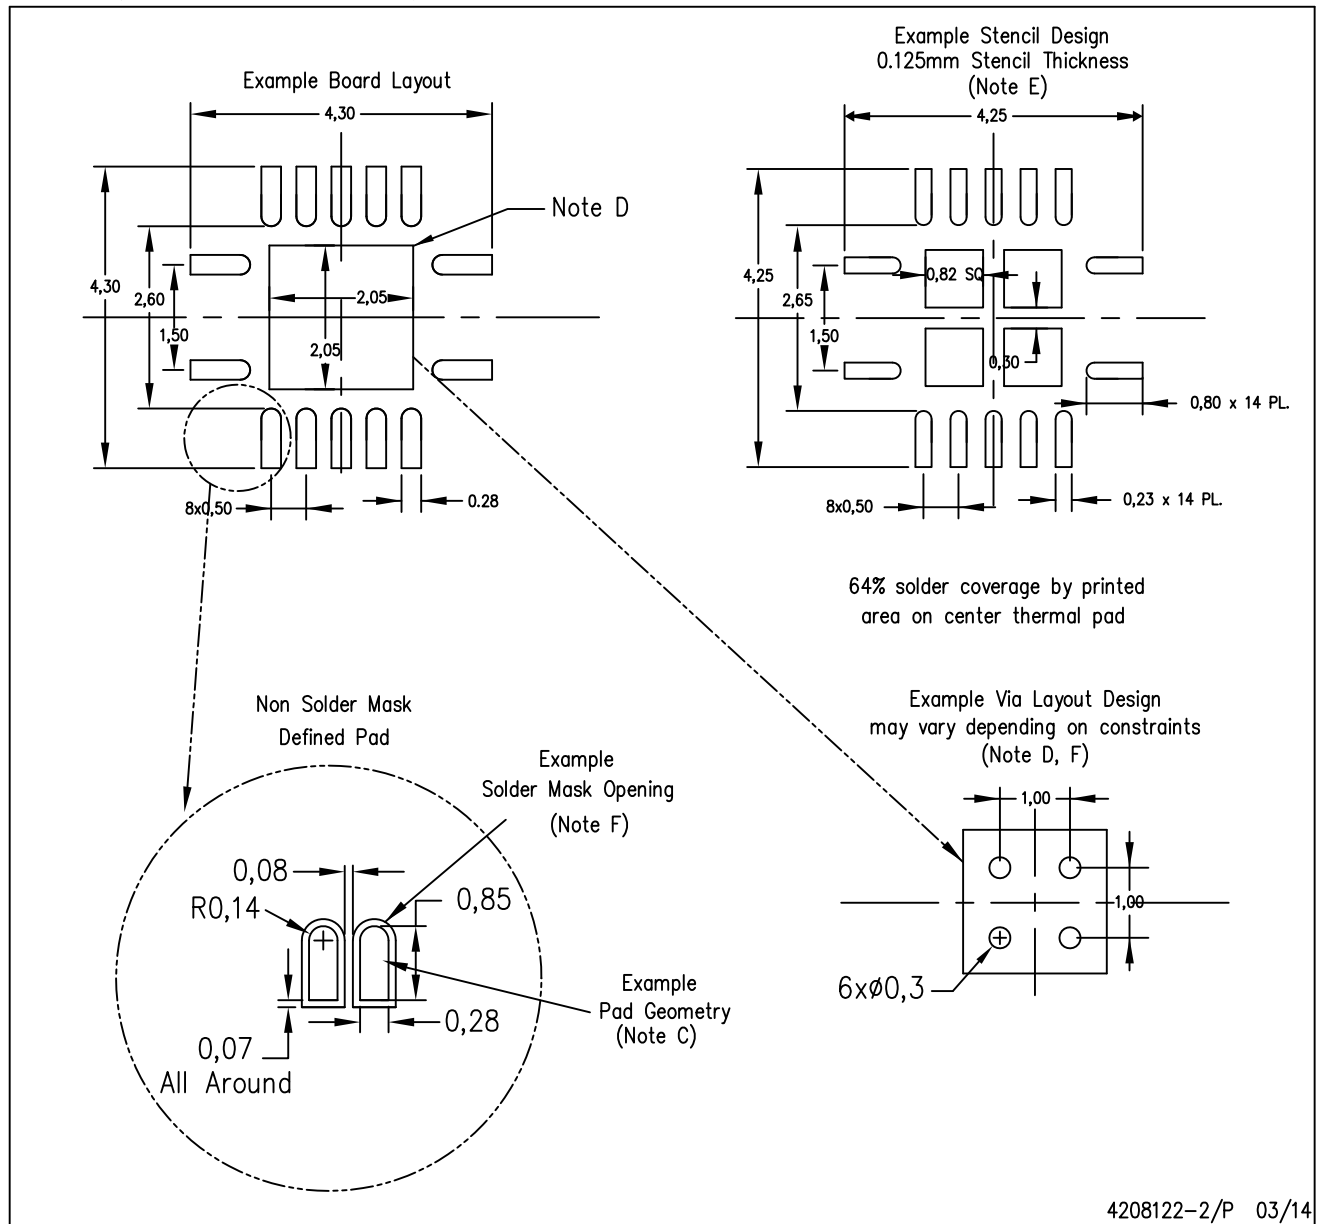 Example Board Layout
4,30
Note D
4,30
2,60
1,50
2,05
2,05
8x0,50
0.28
Example Stencil Design
0.125mm Stencil Thickness
(Note E)
4,25
4,25
2,65
1,50
0,82 SQ
0,30
0,80 x 14 PL.
8x0,50
0,23 x 14 PL.
64% solder coverage by printed
area on center thermal pad
Non Solder Mask
Defined Pad
Example
Solder Mask Opening
(Note F)
0,08
R0,14
0,85
0,28
0,07
All Around
Example
Pad Geometry
(Note C)
Example Via Layout Design
may vary depending on constraints
(Note D, F)
1,00
1,00
6xø0,3
4208122-2/P 03/14